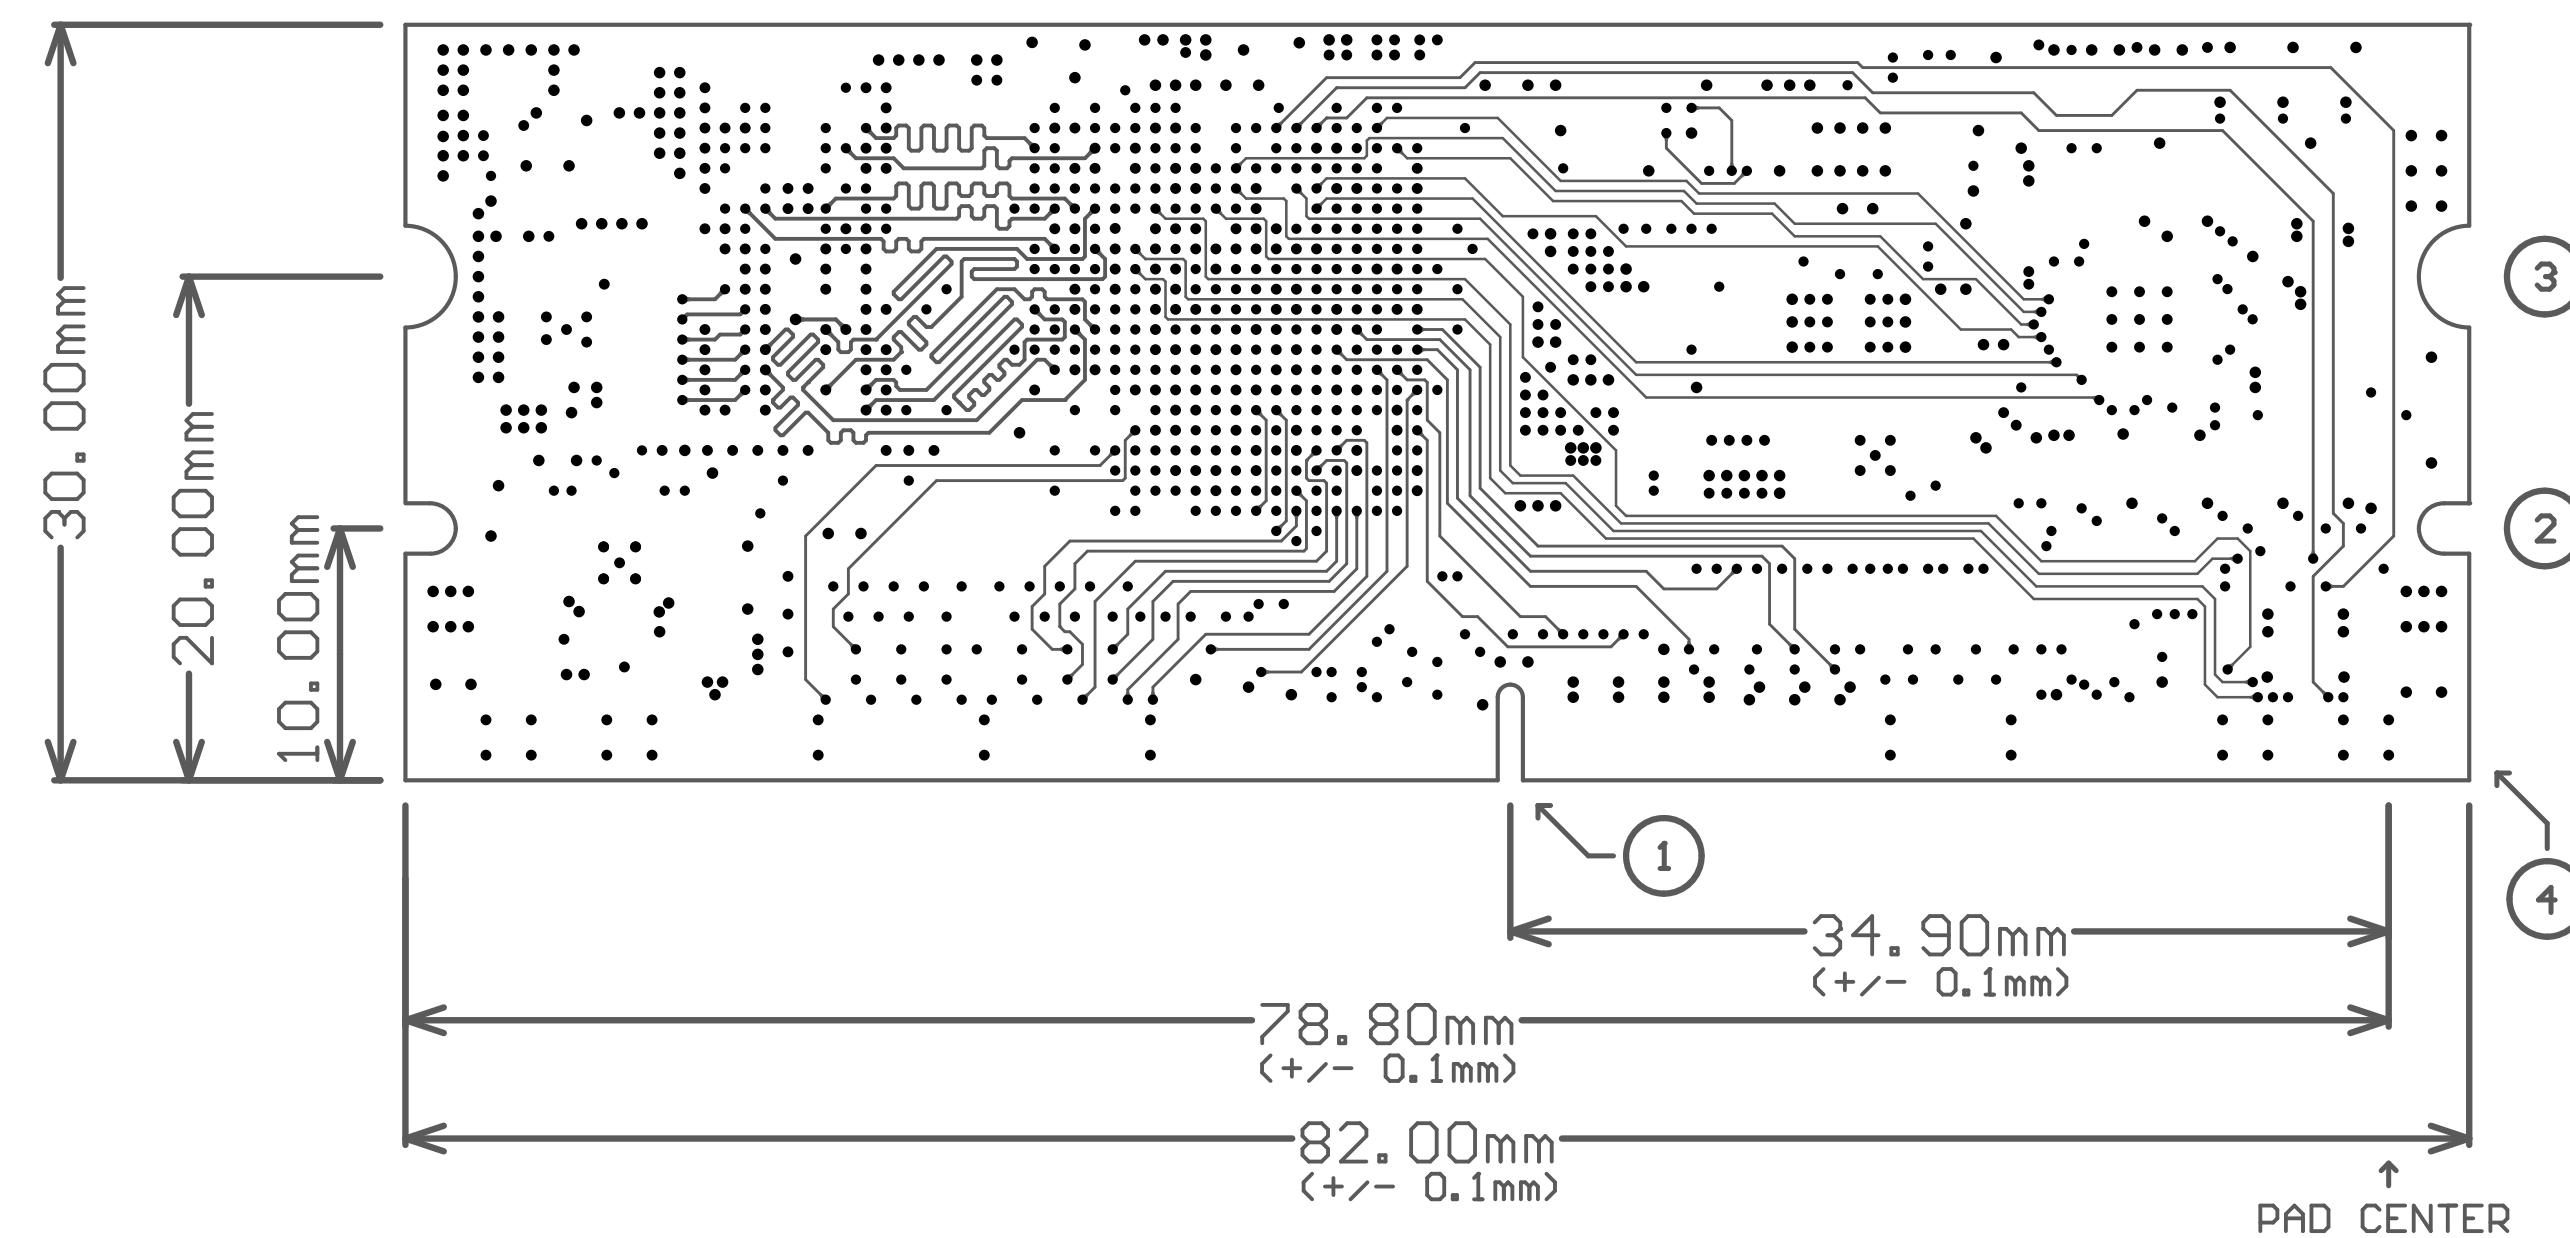 30.00mm
20.00mm
10.00mm
3
2
1
4
34.90mm
(+/- 0.1mm)
78.80mm
(+/- 0.1mm)
82.00mm
(+/- 0.1mm)
PAD CENTER